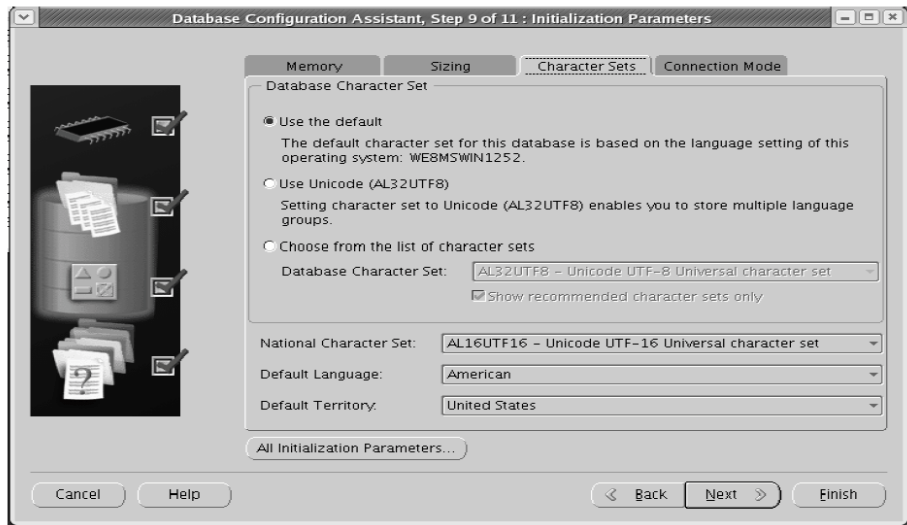 Database Configuration Assistant, Step 9 of 11 : Initialization Parameters
Memory
Sizing
Character Sets
Connection Mode
Database Character Set
Use the default
The default character set for this database is based on the language setting of this
operating system: WE8MSWIN1252.
Use Unicode (AL32UTF8)
Setting character set to Unicode (AL32UTF8) enables you to store multiple language
groups.
Choose from the list of character sets
Database Character Set: AL32UTF8 – Unicode UTF-8 Universal character set
Show recommended character sets only
National Character Set: AL16UTF16 – Unicode UTF-16 Universal character set
Default Language: American
Default Territory: United States
?
All Initialization Parameters...
Cancel
Help
Back
Next
Finish